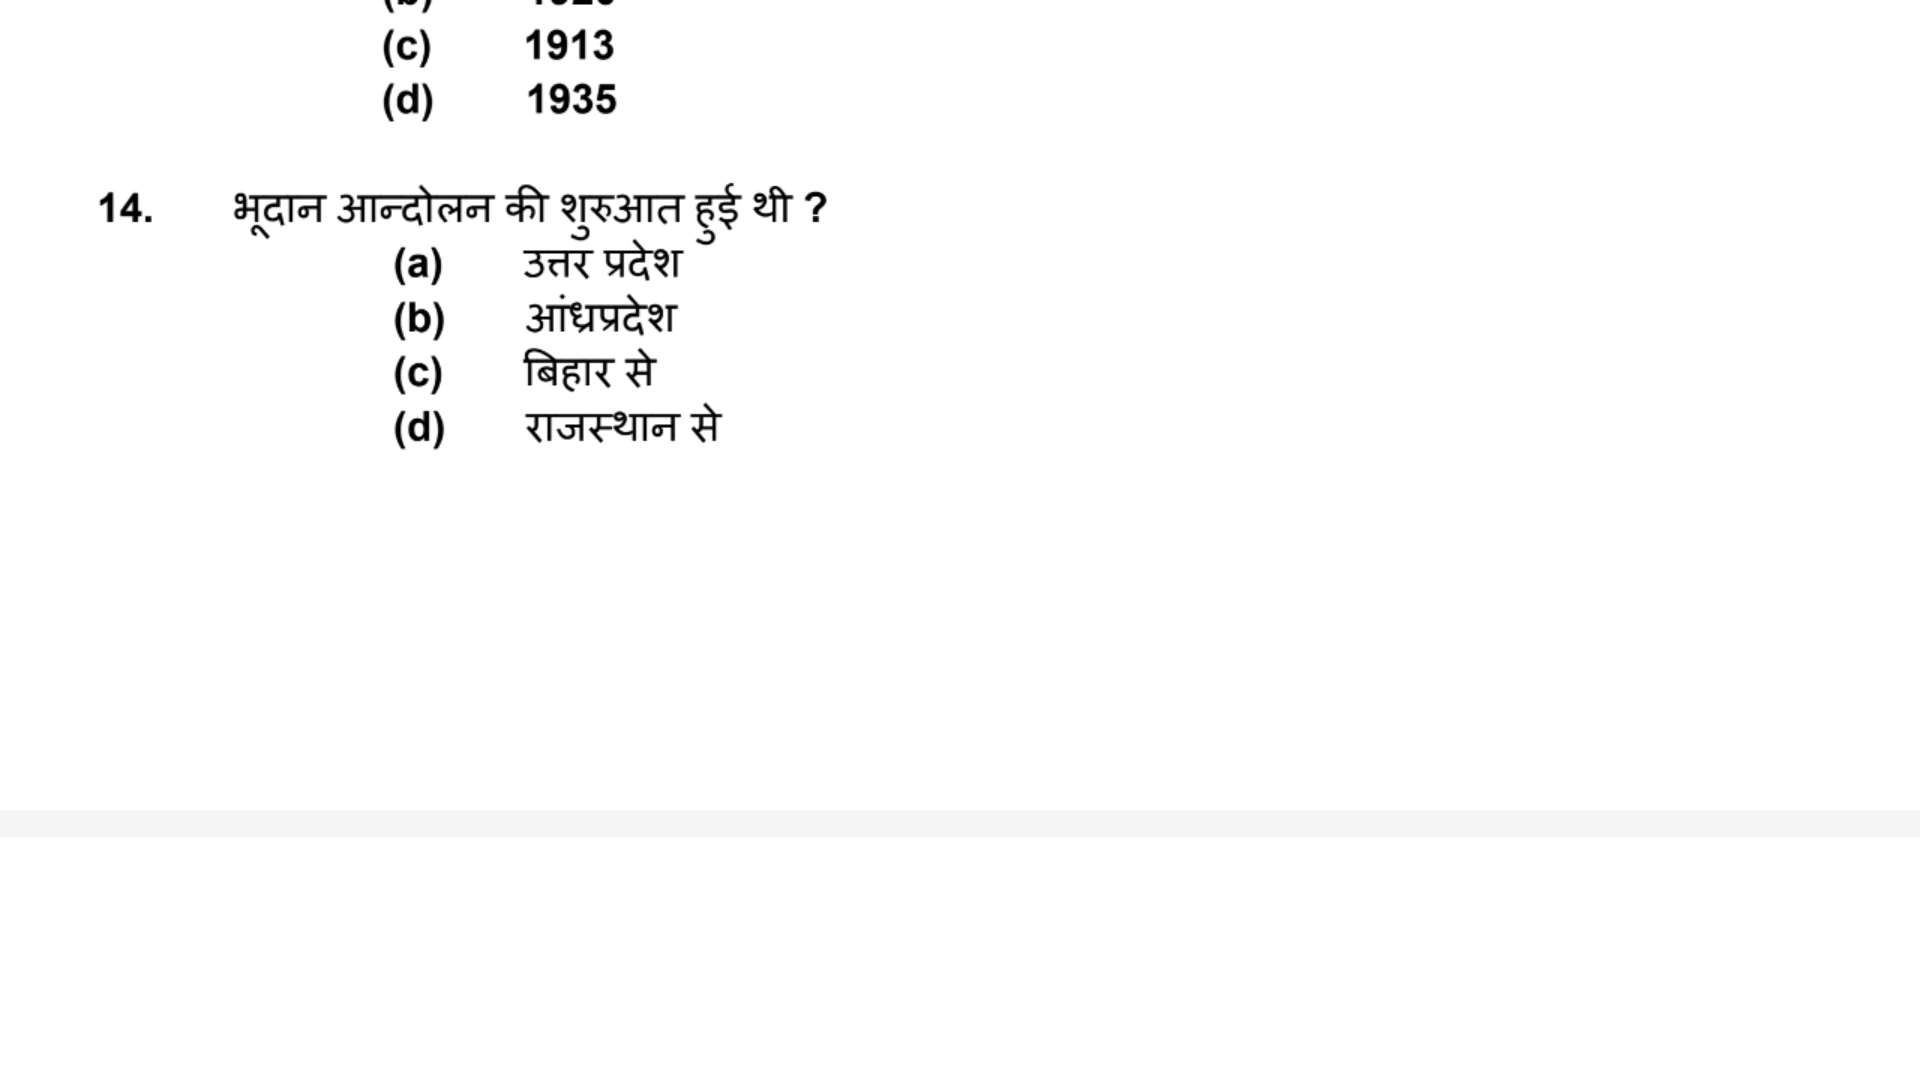 (c) 1913
(d) 1935
14. भूदान आन्दोलन की शुरुआत हुई थी ?
(a) उत्तर प्रदेश
(b) आंध्रप्रदेश
(c) बिहार से
(d) राजस्थान से